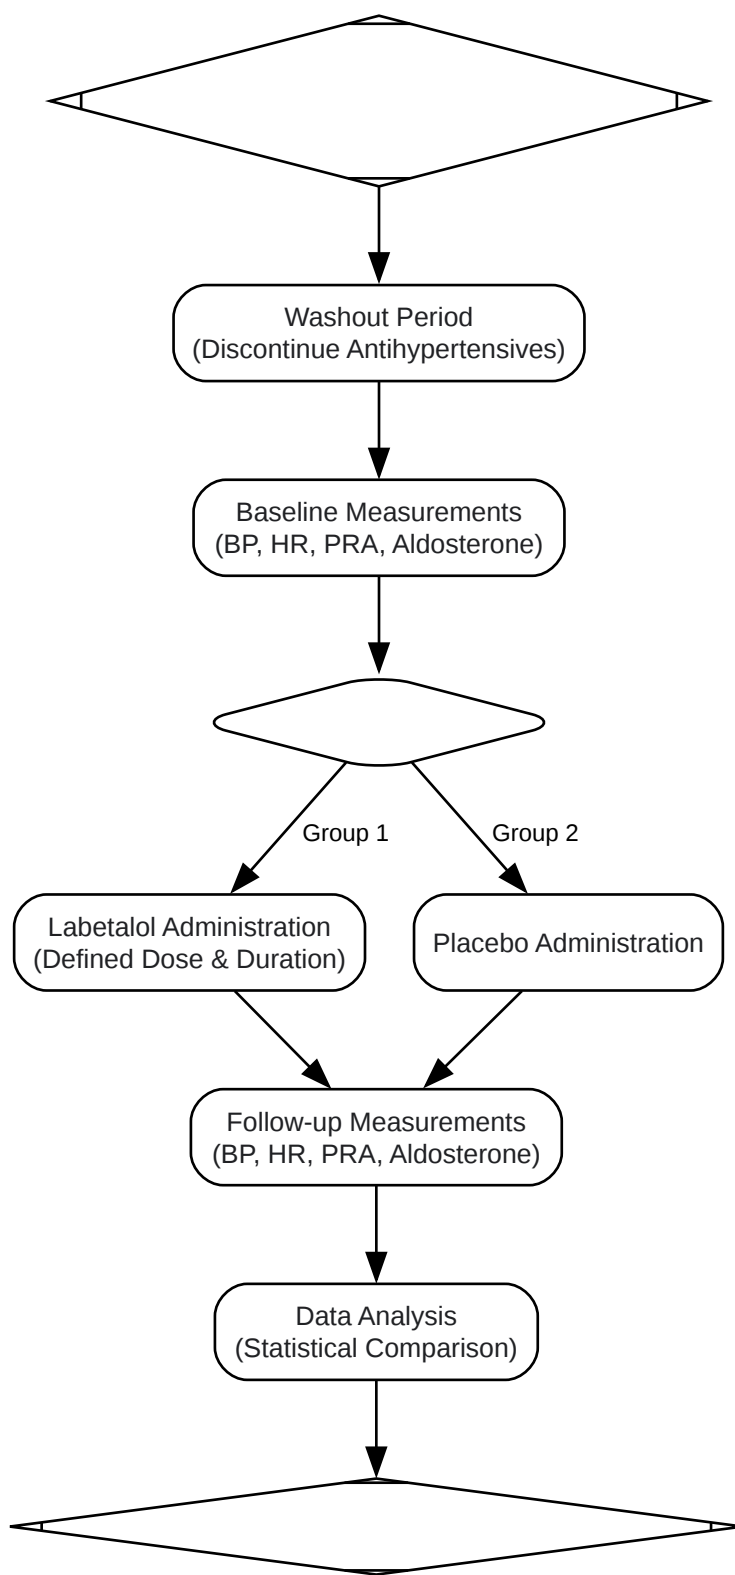 Washout Period
(Discontinue Antihypertensives)
Baseline Measurements
(BP, HR, PRA, Aldosterone)
Group 1
Group 2
Labetalol Administration
(Defined Dose & Duration)
Placebo Administration
Follow-up Measurements
(BP, HR, PRA, Aldosterone)
Data Analysis
(Statistical Comparison)